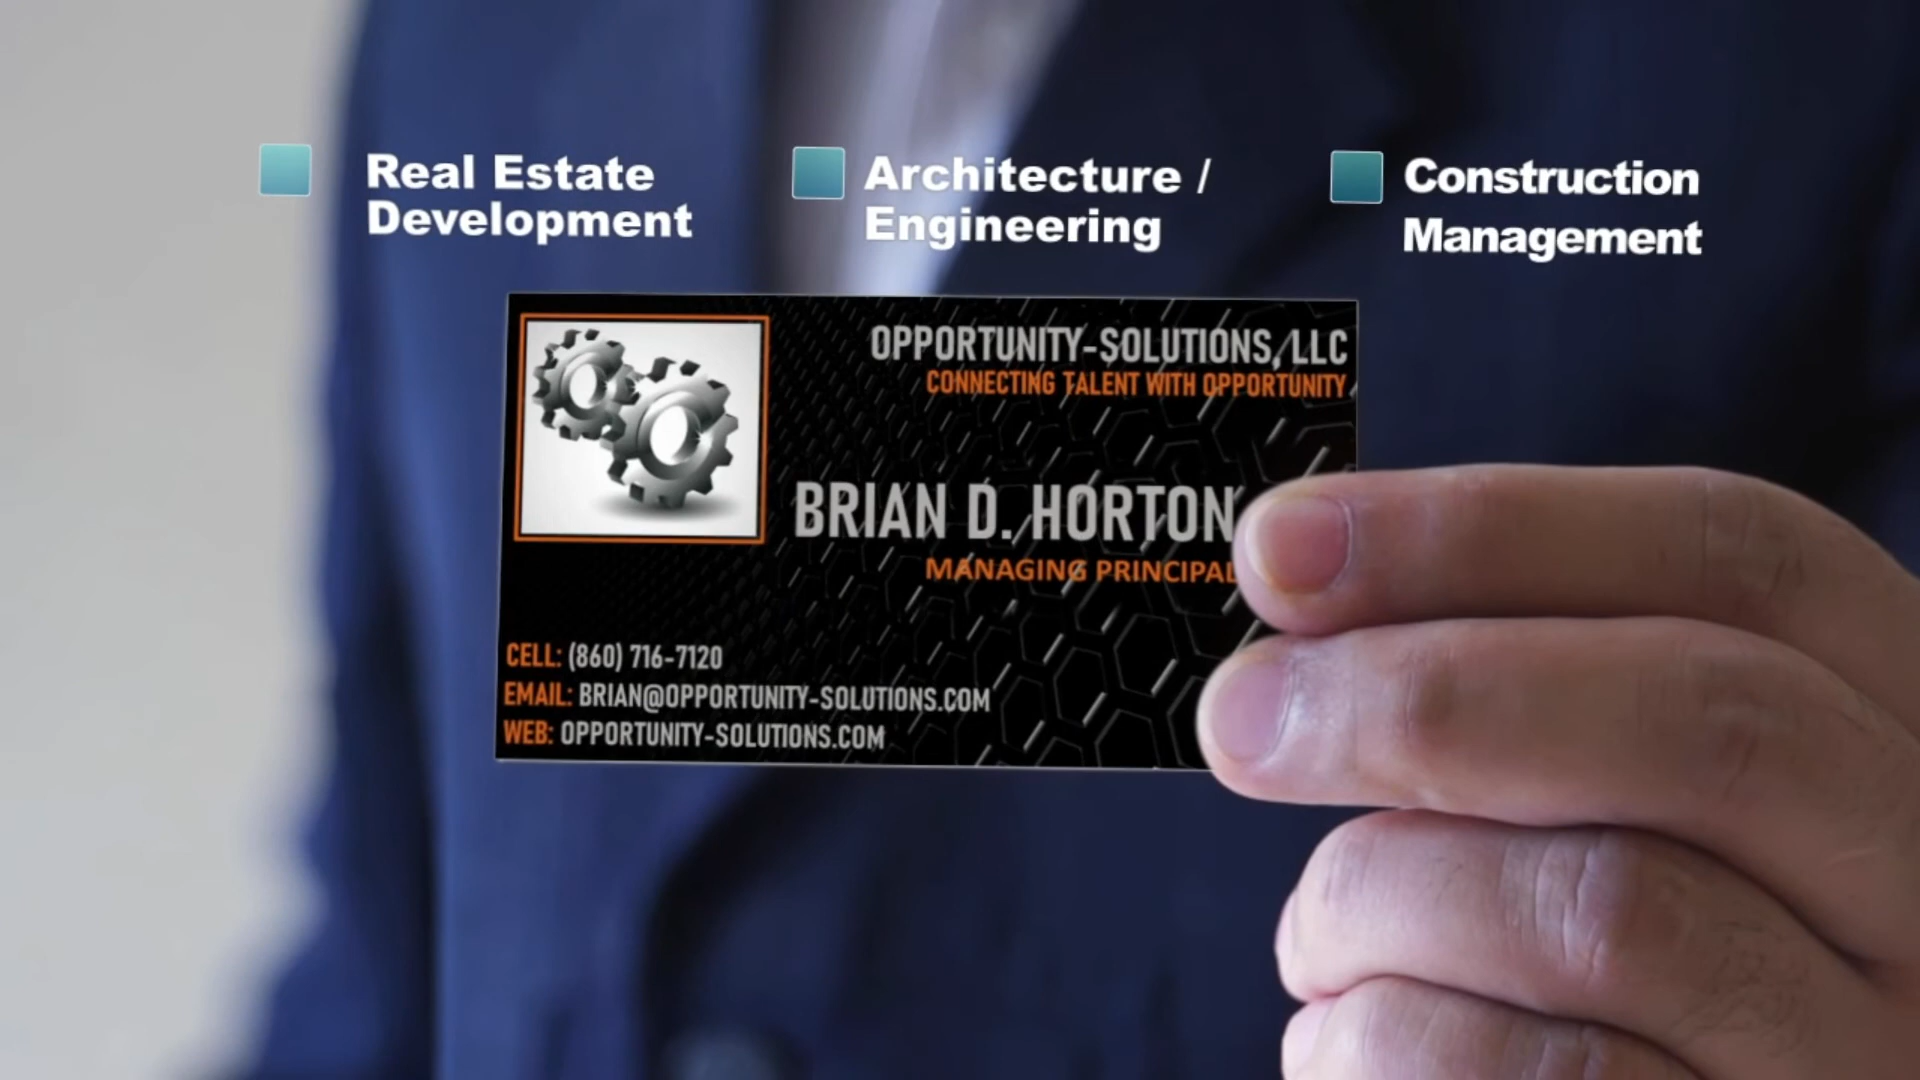 Real Estate
Development
Architecture /
Engineering
Construction
Management
OPPORTUNITY-SOLUTIONS, LLC
CONNECTING TALENT WITH OPPORTUNITY
BRIAN D. HORTON
MANAGING PRINCIPAL
CELL: (860) 716-7120
EMAIL: BRIAN@OPPORTUNITY-SOLUTIONS.COM
WEB: OPPORTUNITY-SOLUTIONS.COM